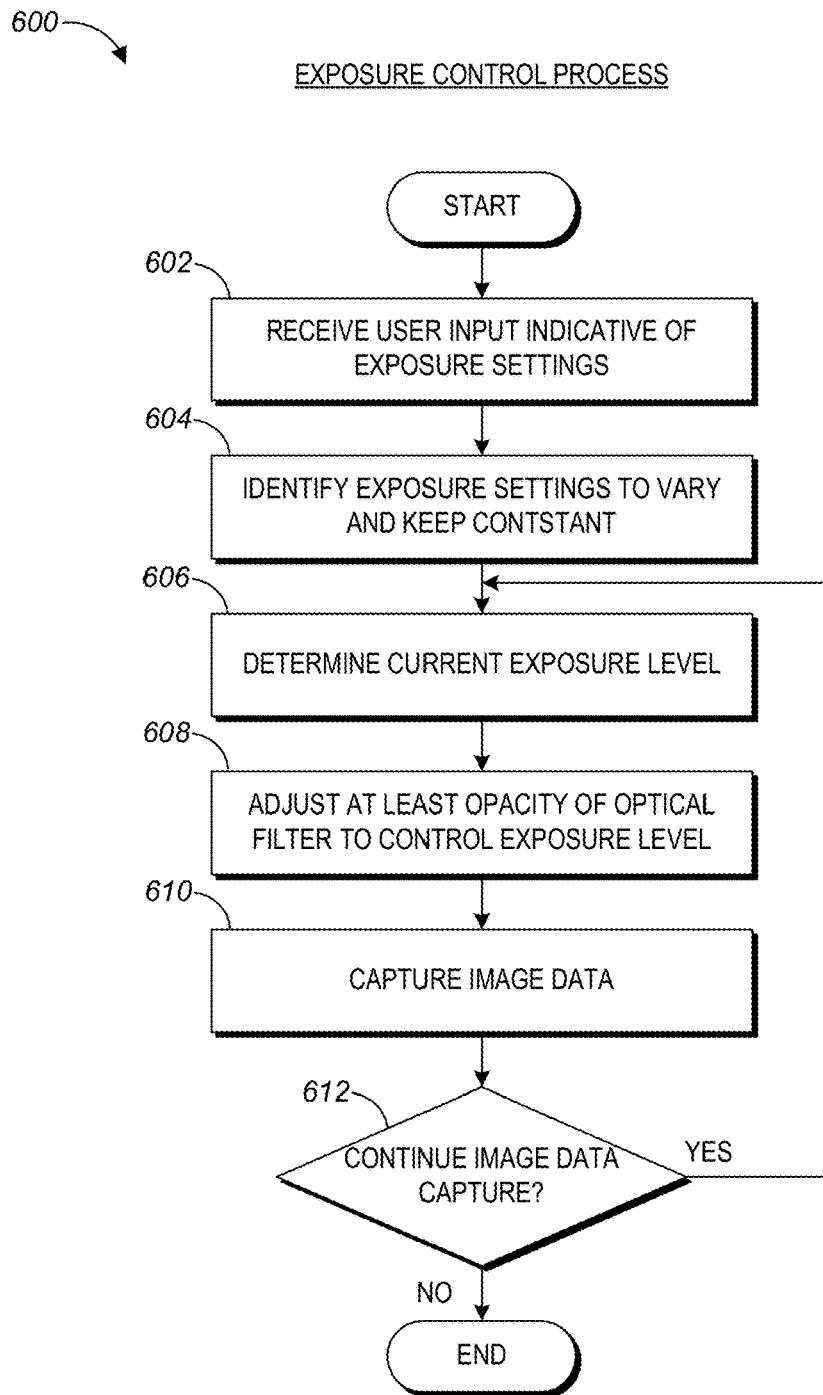 600
EXPOSURE CONTROL PROCESS
START
602
RECEIVE USER INPUT INDICATIVE OF
EXPOSURE SETTINGS
604
IDENTIFY EXPOSURE SETTINGS TO VARY
AND KEEP CONTSTANT
606
DETERMINE CURRENT EXPOSURE LEVEL
608
ADJUST AT LEAST OPACITY OF OPTICAL
FILTER TO CONTROL EXPOSURE LEVEL
610
CAPTURE IMAGE DATA
612
CONTINUE IMAGE DATA
CAPTURE?
YES
NO
END